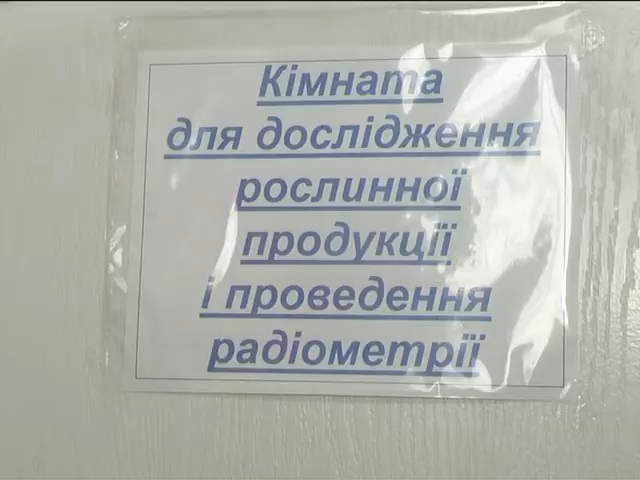 Кімната
для дослідження
рослинної
продукції
і проведення
радіометрії